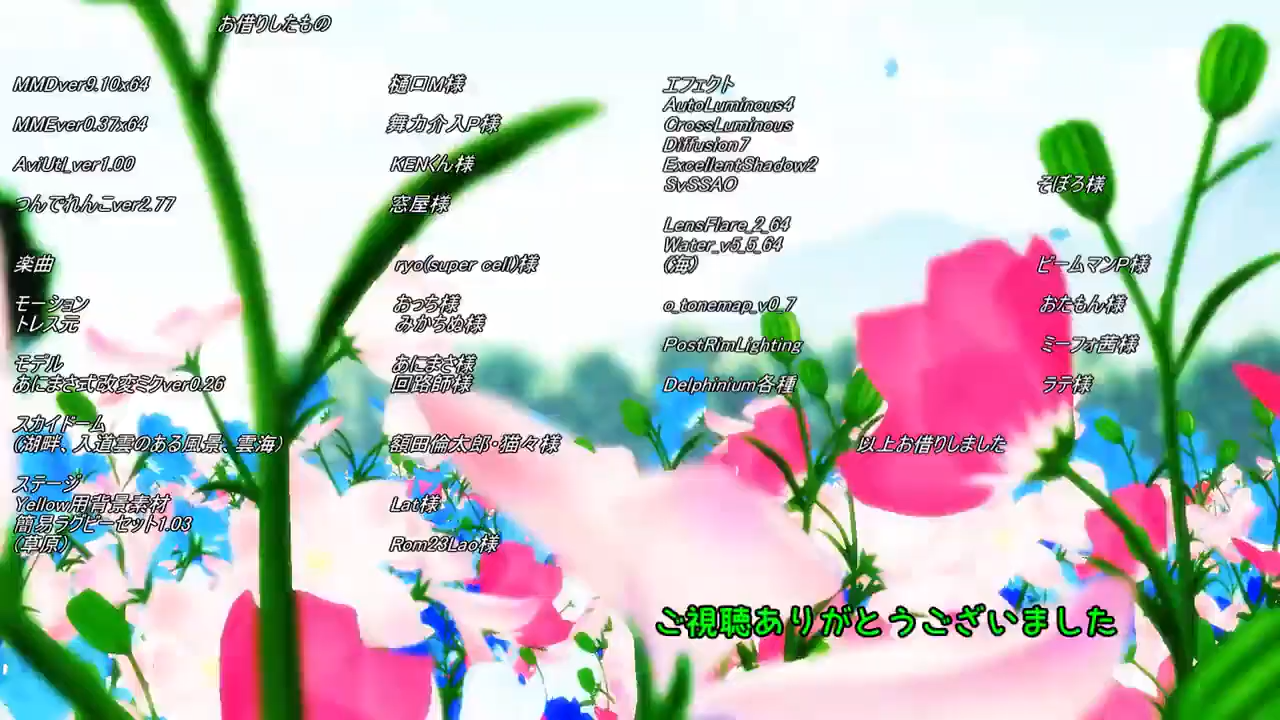 お借りしたもの
MMDver9.10x64
樋口M様
MMEver0.37x64
舞力介入P様
AviUtl_ver1.00
KENくん様
つんでれんこver2.77
窓屋様
楽曲
ryo(super cell)様
モーション
おっち様
トレス元
みかちぬ様
モデル
あにまさ様
あにまさ式改変ミクver0.26
回路師様
スカイドーム
(湖畔、入道雲のある風景、雲海)
額田倫太郎・猫々様
ステージ
Yellow用背景素材
Lat様
簡易ラグビーセット1.03
(草原)
Rom23Lao様
エフェクト
AutoLuminous4
CrossLuminous
Diffusion7
ExcellentShadow2
SvSSAO
そぼろ様
LensFlare_2_64
Water_v5_5_64
(海)
ビームマンP様
o_tonemap_v0_7
おたもん様
PostRimLighting
ミーフォ茜様
Delphinium各種
ラテ様
以上お借りしました
ご視聴ありがとうございました